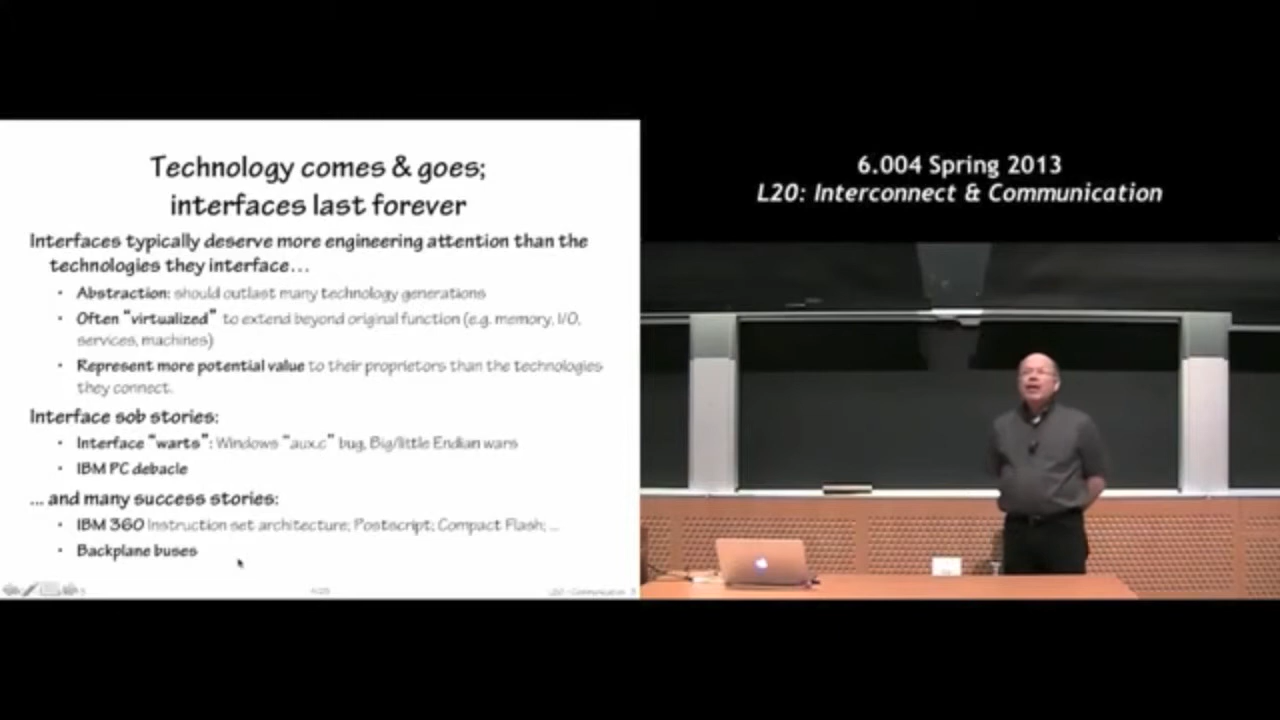 Technology comes & goes;
interfaces last forever
Interfaces typically deserve more engineering attention than the
technologies they interface...
• Abstraction: should outlast many technology generations
• Often "virtualized" to extend beyond original function (e.g. memory, I/O,
services, machines)
• Represent more potential value to their proprietors than the technologies
they connect.
Interface sob stories:
• Interface "warts": Windows "aux.c" bug, Big/little Endian wars
• IBM PC debacle
... and many success stories:
• IBM 360 Instruction set architecture; Postscript; Compact Flash; ...
• Backplane buses
L20 - Communication 3
6.004 Spring 2013
L20: Interconnect & Communication